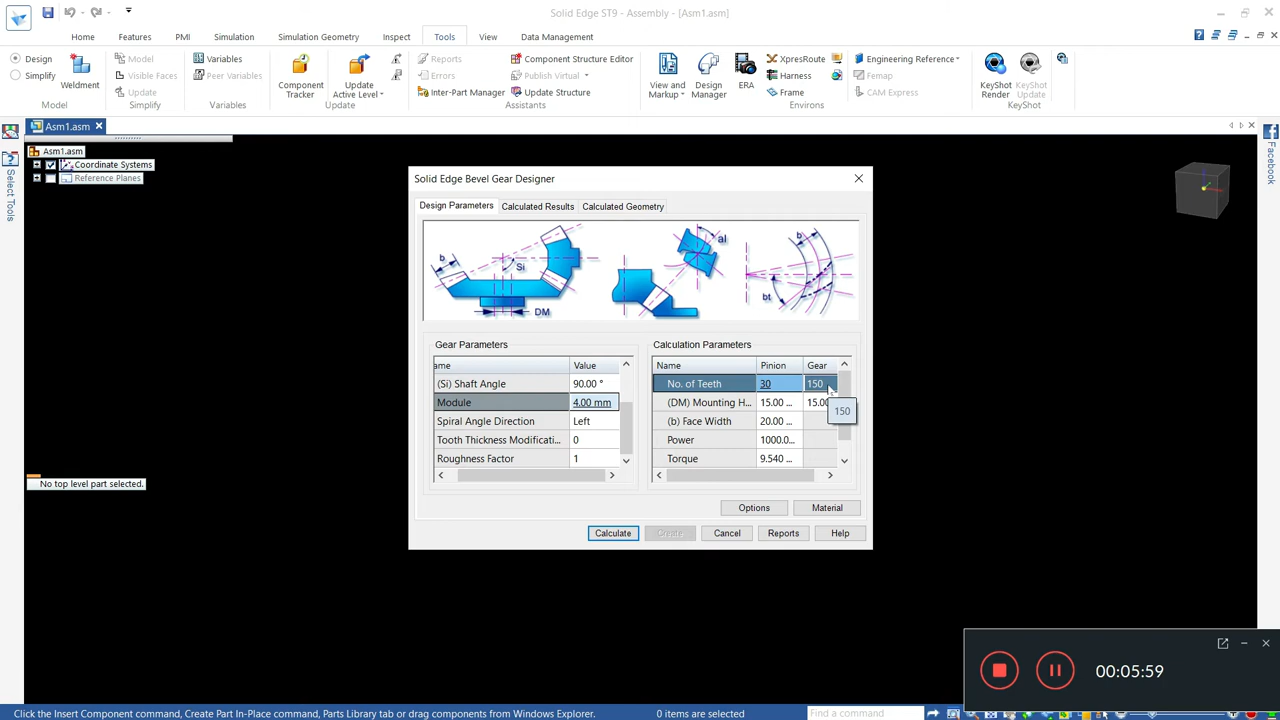 Solid Edge ST9 - Assembly - [Asm1.asm]
Home Features PMI Simulation Simulation Geometry Inspect Tools View Data Management
Design Model Variables Reports Component Structure Editor XpresRoute Engineering Reference
Simplify Visible Faces Peer Variables Errors Publish Virtual Harness Femap
Weldment Update Component Tracker Update Active Level Inter-Part Manager Update Structure View and Markup Design Manager ERA Frame CAM Express KeyShot Render KeyShot Update
Model Simplify Variables Update Assistants Environs KeyShot
Asm1.asm
Asm1.asm
Coordinate Systems
Reference Planes
Select Tools
Facebook
No top level part selected.
Solid Edge Bevel Gear Designer
Design Parameters Calculated Results Calculated Geometry
b Si DM al b bt
Gear Parameters
ame Value
(Si) Shaft Angle 90.00 °
Module 4.00 mm
Spiral Angle Direction Left
Tooth Thickness Modificati... 0
Roughness Factor 1
Calculation Parameters
Name Pinion Gear
No. of Teeth 30 150
(DM) Mounting H... 15.00 ... 15.00
150
(b) Face Width 20.00 ...
Power 1000.0...
Torque 9.540 ...
Options Material
Calculate Create Cancel Reports Help
00:05:59
Click the Insert Component command, Create Part In-Place command, Parts Library tab or drag components from Windows Explorer. 0 items are selected Find a command